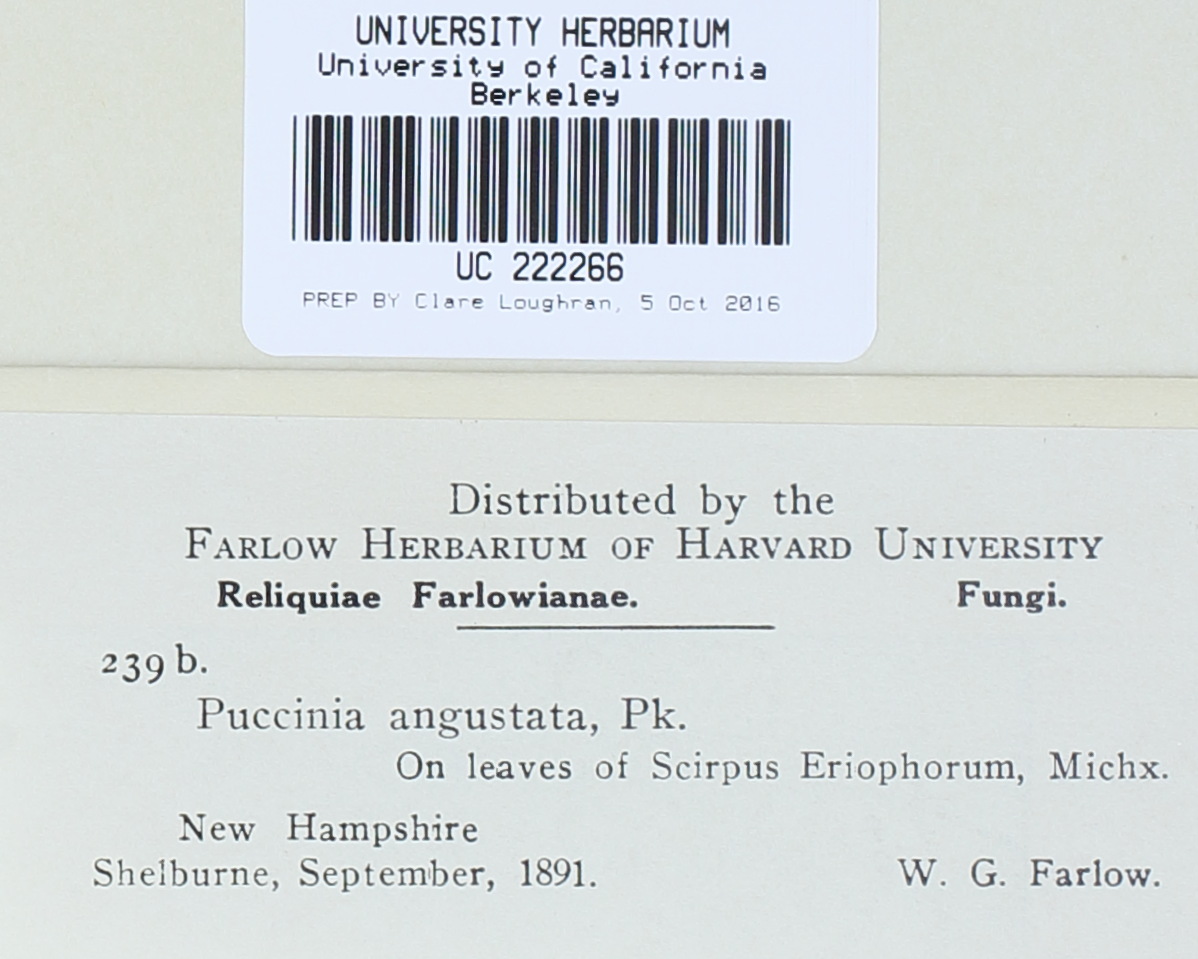 UNIVERSITY HERBARIUM
University of California
Berkeley
UC 222266
PREP BY Clare Loughran, 5 Oct 2016
Distributed by the
FARLOW HERBARIUM OF HARVARD UNIVERSITY
Reliquiae Farlowianae. Fungi.
239 b.
Puccinia angustata, Pk.
On leaves of Scirpus Eriophorum, Michx.
New Hampshire
Shelburne, September, 1891. W. G. Farlow.